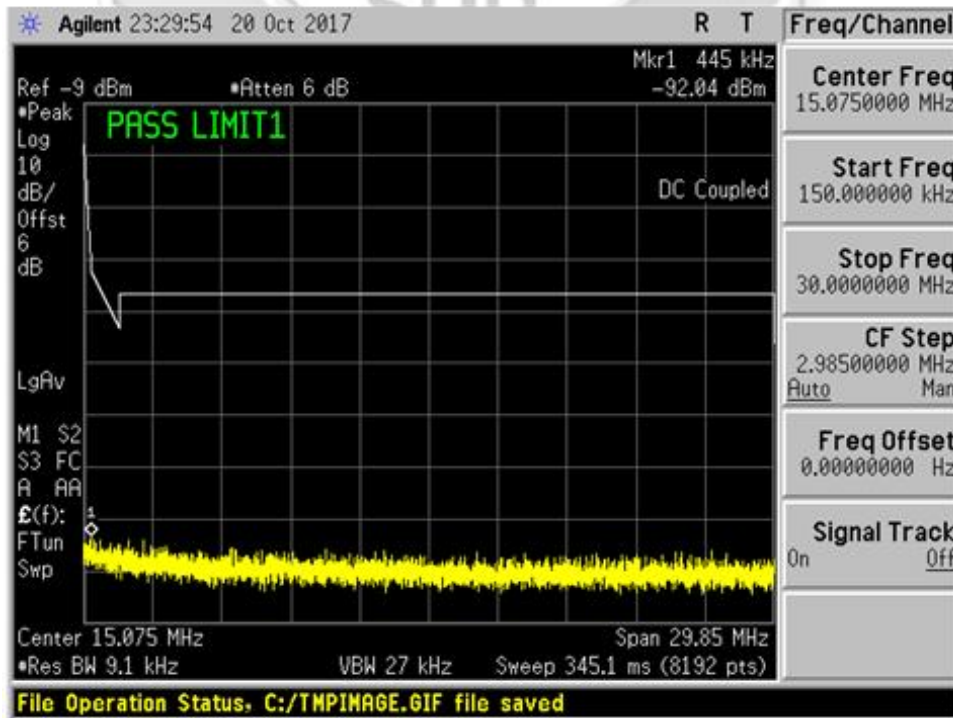 Agilent 23:29:54 20 Oct 2017 R T
Freq/Channel
Mkr1 445 kHz
Ref -9 dBm •Atten 6 dB -92.04 dBm
•Peak
Log
10
dB/
Offst
6
dB
PASS LIMIT1
DC Coupled
LgAv
M1 S2
S3 FC
A AA
£(f):
FTun
Swp
1
Center 15.075 MHz Span 29.85 MHz
•Res BW 9.1 kHz VBW 27 kHz Sweep 345.1 ms (8192 pts)
Center Freq
15.0750000 MHz
Start Freq
150.000000 kHz
Stop Freq
30.0000000 MHz
CF Step
2.98500000 MHz
Auto Man
Freq Offset
0.00000000 Hz
Signal Track
On Off
File Operation Status, C:/TMPIMAGE.GIF file saved